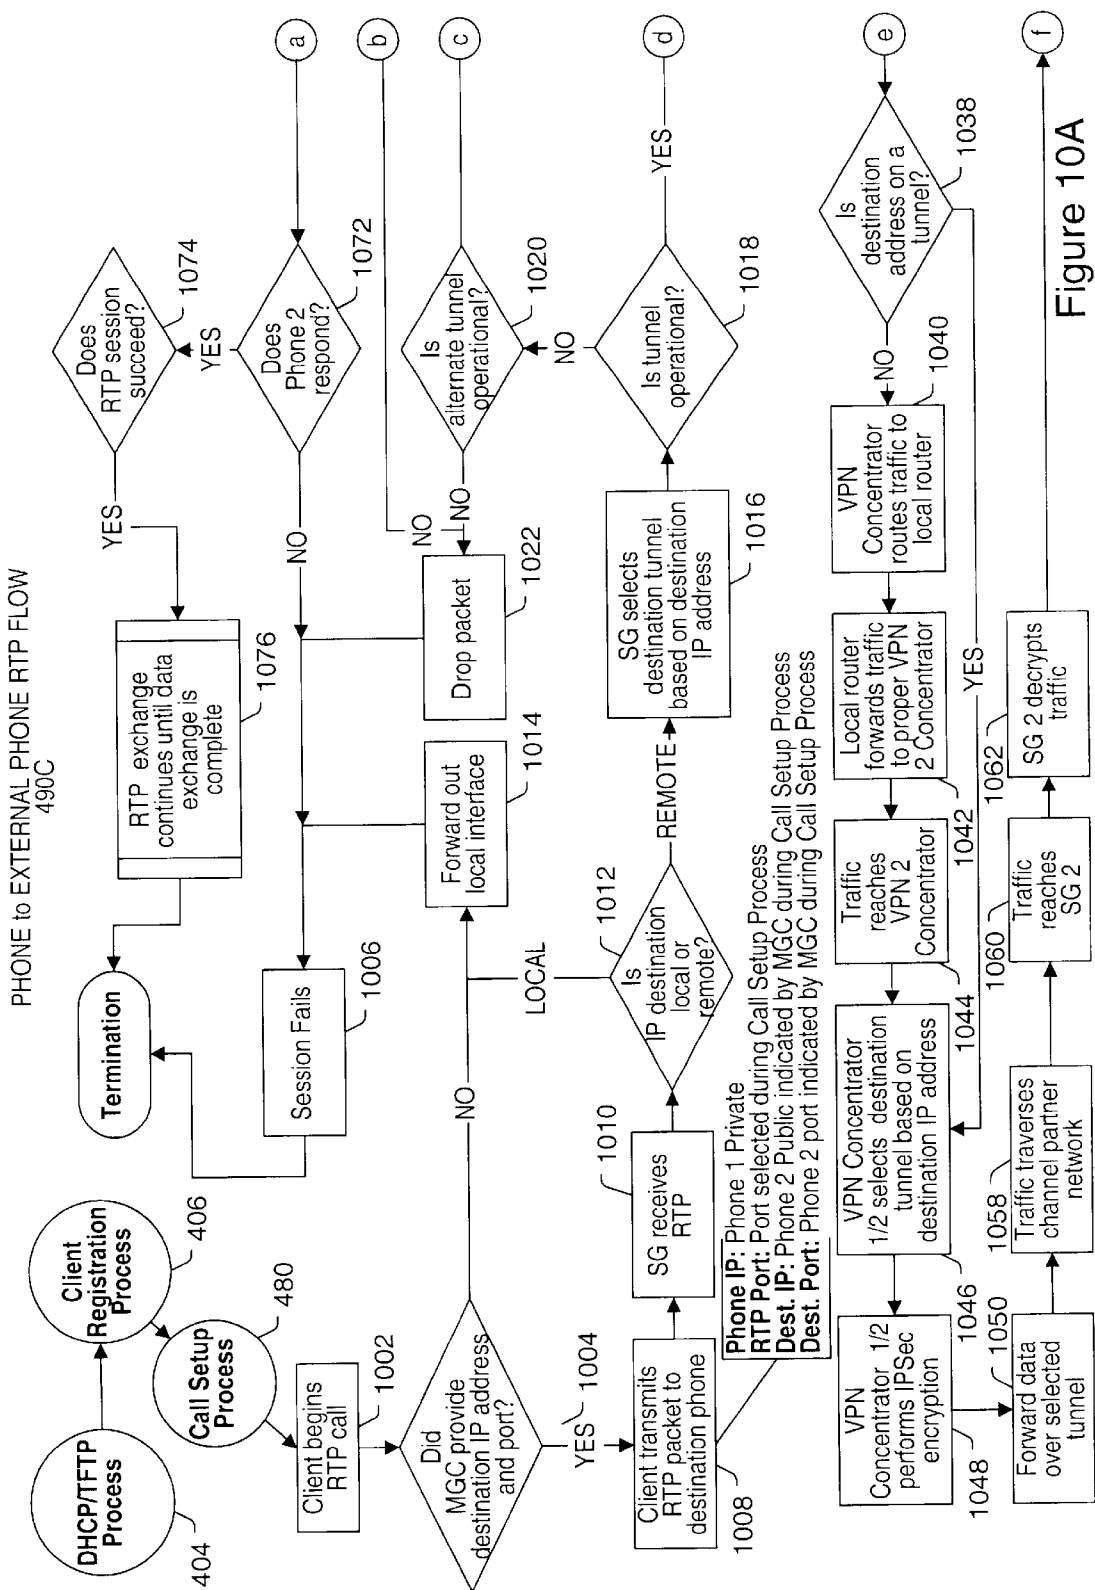 PHONE to EXTERNAL PHONE RTP FLOW
490C
DHCP/TFTP
Process
404
Client
Registration
Process
406
Call Setup
Process
480
Client begins
RTP call
1002
Did
MGC provide
destination IP address
and port?
NO
YES
1004
Termination
Session Fails
1006
RTP exchange
continues until data
exchange is
complete
1076
YES
Does
RTP session
succeed?
1074
YES
Does
Phone 2
respond?
1072
NO
a
b
c
NO
NO
Is
alternate tunnel
operational?
1020
Drop packet
1022
Forward out
local interface
1014
LOCAL
Client transmits
RTP packet to
destination phone
1008
SG receives
RTP
1010
Is
IP destination
local or
remote?
1012
REMOTE
SG selects
destination tunnel
based on destination
IP address
1016
Is tunnel
operational?
1018
NO
YES
d
Phone IP: Phone 1 Private
RTP Port: Port selected during Call Setup Process
Dest. IP: Phone 2 Public indicated by MGC during Call Setup Process
Dest. Port: Phone 2 port indicated by MGC during Call Setup Process
e
Is
destination
address on a
tunnel?
1038
NO
YES
VPN
Concentrator
routes traffic to
local router
1040
Local router
forwards traffic
to proper VPN
2 Concentrator
1042
Traffic
reaches
VPN 2
Concentrator
1044
VPN Concentrator
1/2 selects destination
tunnel based on
destination IP address
1046
VPN
Concentrator 1/2
performs IPSec
encryption
1048
Forward data
over selected
tunnel
1050
Traffic traverses
channel partner
network
1058
Traffic
reaches
SG 2
1060
SG 2 decrypts
traffic
1062
f
Figure 10A